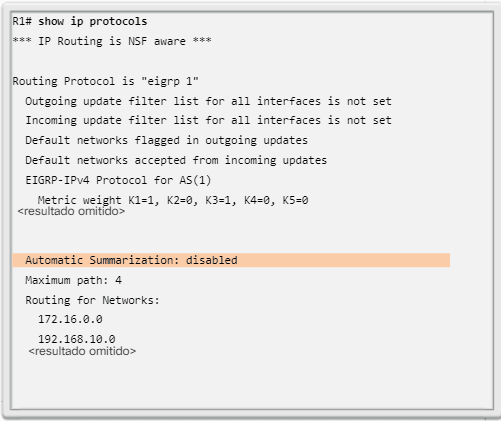 R1# show ip protocols
*** IP Routing is NSF aware ***
Routing Protocol is "eigrp 1"
Outgoing update filter list for all interfaces is not set
Incoming update filter list for all interfaces is not set
Default networks flagged in outgoing updates
Default networks accepted from incoming updates
EIGRP-IPv4 Protocol for AS(1)
Metric weight K1=1, K2=0, K3=1, K4=0, K5=0
<resultado omitido>
Automatic Summarization: disabled
Maximum path: 4
Routing for Networks:
172.16.0.0
192.168.10.0
<resultado omitido>